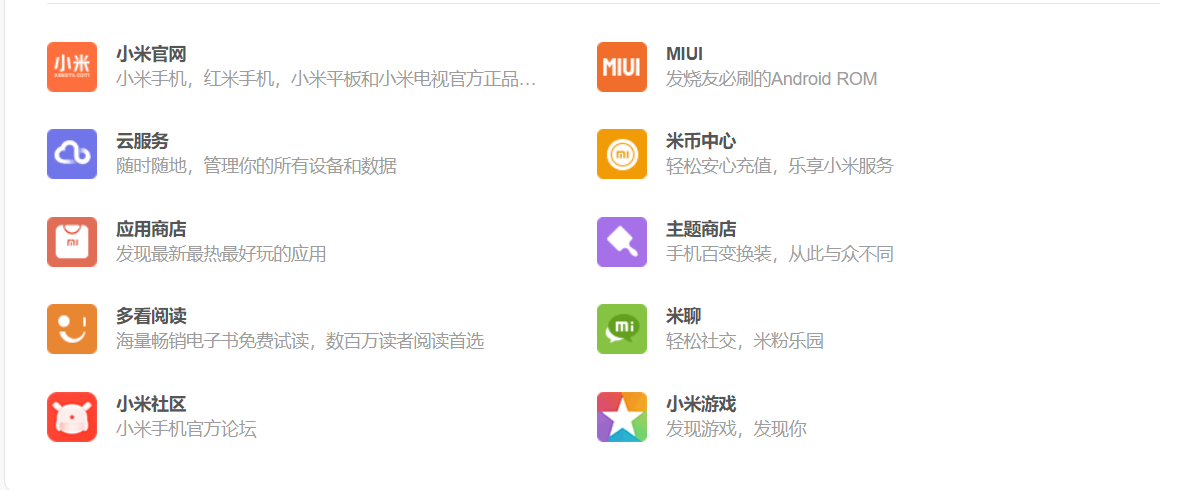 小米官网
小米手机，红米手机，小米平板和小米电视官方正品…
MIUI
发烧友必刷的Android ROM
云服务
随时随地，管理你的所有设备和数据
米币中心
轻松安心充值，乐享小米服务
应用商店
发现最新最热最好玩的应用
主题商店
手机百变换装，从此与众不同
多看阅读
海量畅销电子书免费试读，数百万读者阅读首选
米聊
轻松社交，米粉乐园
小米社区
小米手机官方论坛
小米游戏
发现游戏，发现你
小米
xiaomi.com
MIUI
mi
mi
mi